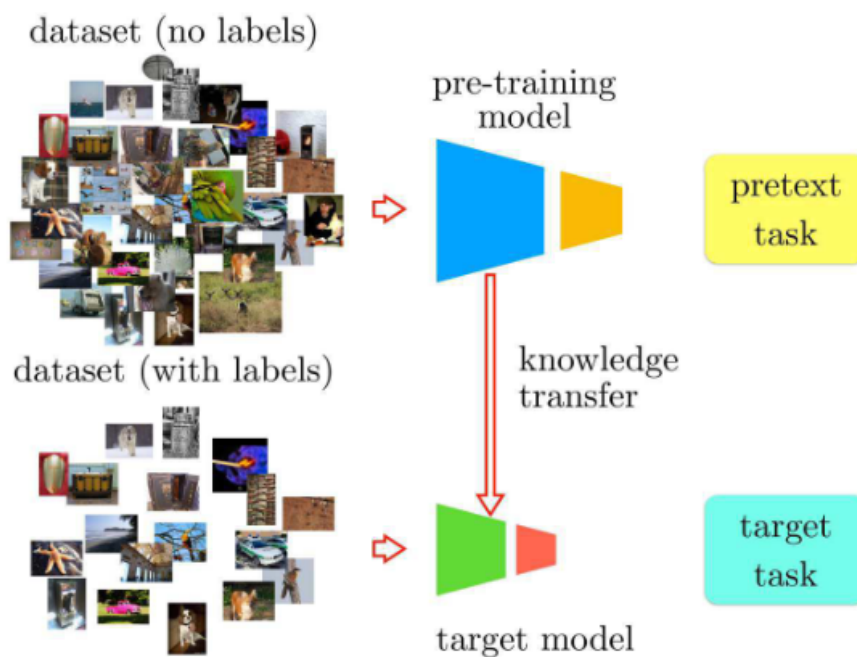 dataset (no labels)
pre-training
model
pretext
task
knowledge
transfer
dataset (with labels)
target
task
target model